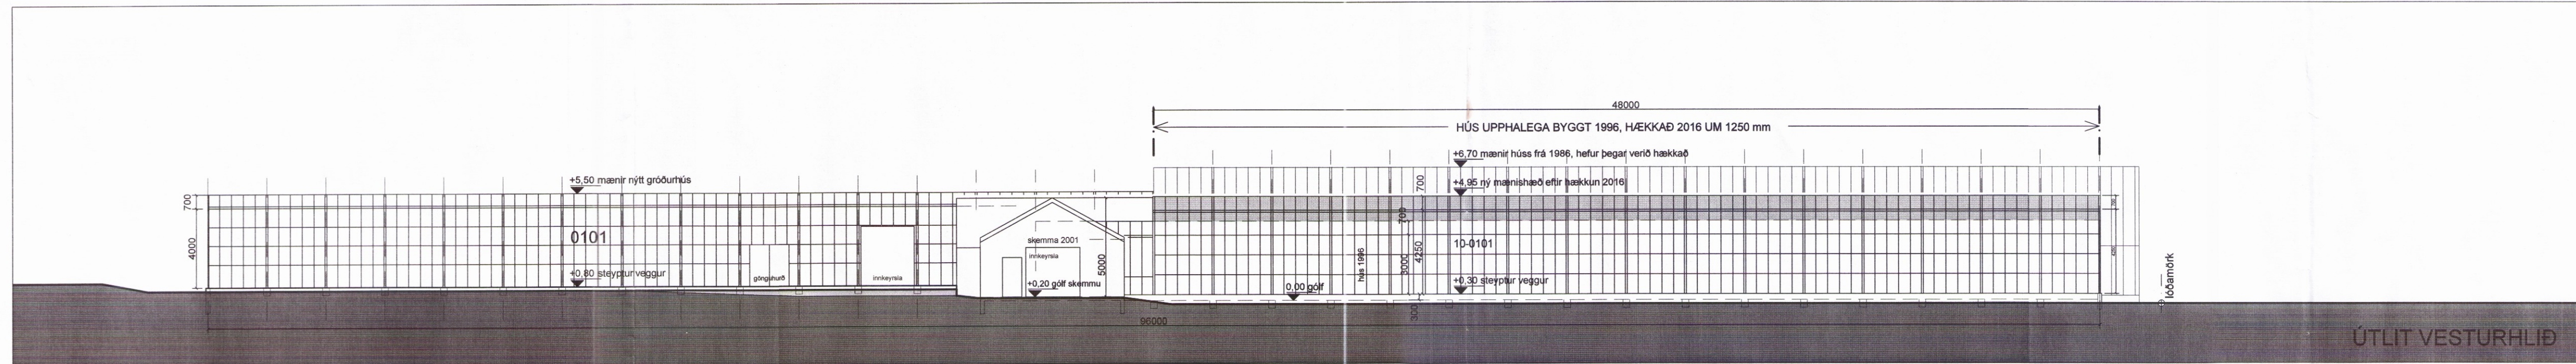 48000
HÚS UPPHALEGA BYGGT 1996, HÆKKAÐ 2016 UM 1250 mm
+6,70 mænir húss frá 1986, hefur þegar verið hækkað
+5,50 mænir nýtt gróðurhús
700
+4,95 ný mænishæð eftir hækkun 2016
700
700
0101
4000
skemma 2001
innkeyrsla
10-0101
hús 1996
4250
3000
5000
+0,80 steyptur veggur
gönguhurð
innkeyrsla
+0,20 gólf skemmu
0,00 gólf
+0,30 steyptur veggur
lóðamörk
300
96000
ÚTLIT VESTURHLIÐ